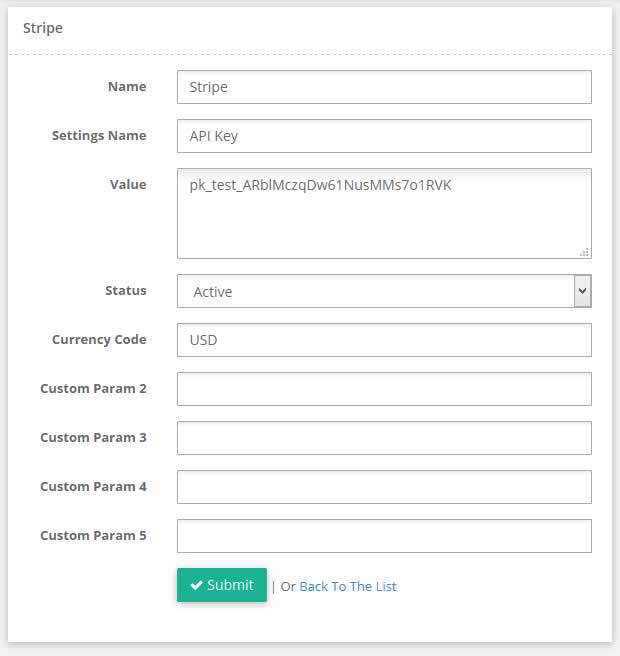 Stripe
Name Stripe
Settings Name API Key
Value pk_test_ARblMczqDw61NusMMs7o1RVK
Status Active
Currency Code USD
Custom Param 2
Custom Param 3
Custom Param 4
Custom Param 5
Submit | Or Back To The List